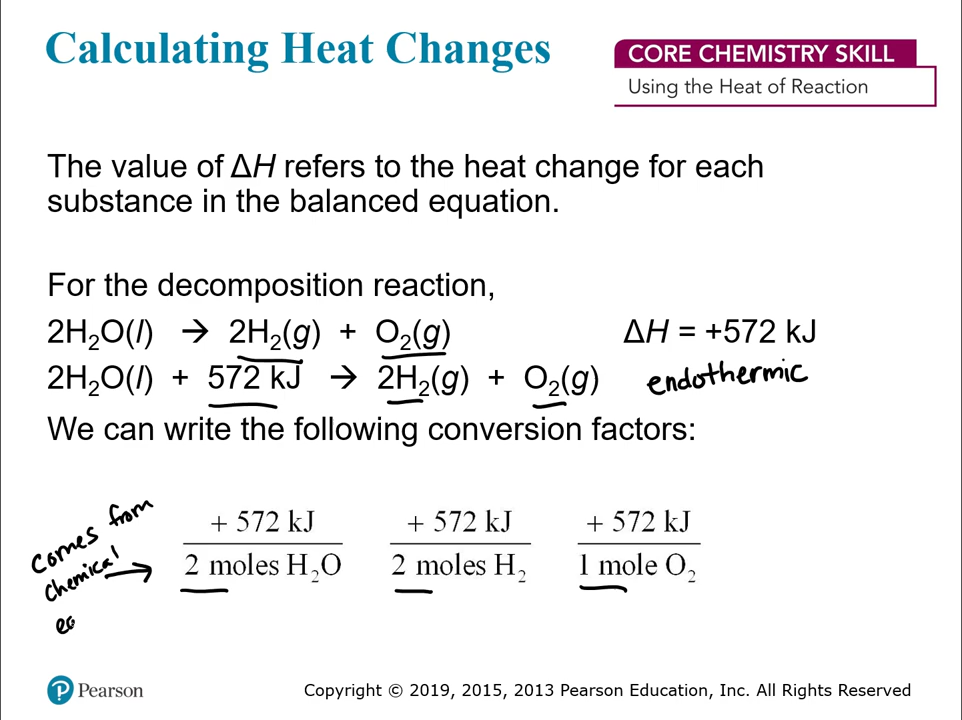 Calculating Heat Changes
CORE CHEMISTRY SKILL
Using the Heat of Reaction
The value of ΔH refers to the heat change for each
substance in the balanced equation.
For the decomposition reaction,
2H₂O(l) → 2H₂(g) + O₂(g) ΔH = +572 kJ
2H₂O(l) + 572 kJ → 2H₂(g) + O₂(g) endothermic
We can write the following conversion factors:
comes from
chemical →
+ 572 kJ + 572 kJ + 572 kJ
2 moles H₂O 2 moles H₂ 1 mole O₂
Pearson
Copyright © 2019, 2015, 2013 Pearson Education, Inc. All Rights Reserved